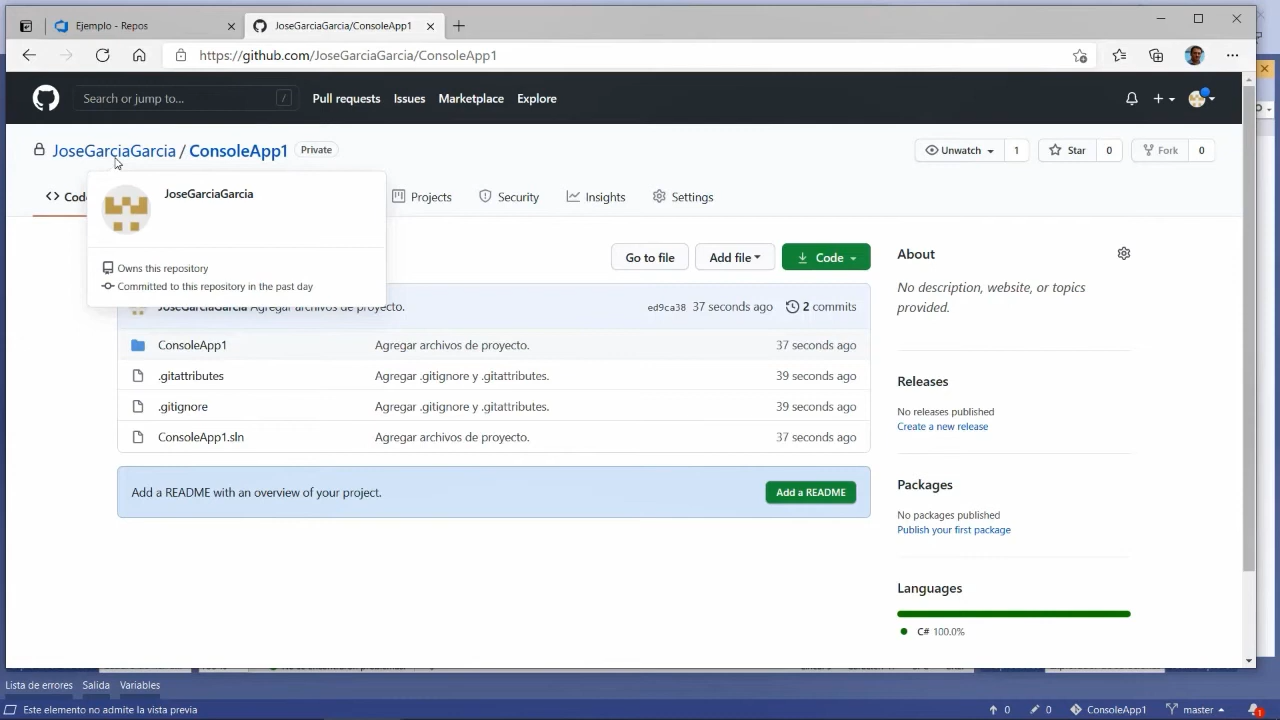 Ejemplo - Repos
JoseGarciaGarcia/ConsoleApp1
https://github.com/JoseGarciaGarcia/ConsoleApp1
Search or jump to... /
Pull requests Issues Marketplace Explore
JoseGarciaGarcia / ConsoleApp1 Private
Unwatch 1 Star 0 Fork 0
Code
Projects Security Insights Settings
JoseGarciaGarcia
Owns this repository
Committed to this repository in the past day
Go to file Add file Code
JoseGarciaGarcia Agregar archivos de proyecto. ed9ca38 37 seconds ago 2 commits
ConsoleApp1 Agregar archivos de proyecto. 37 seconds ago
.gitattributes Agregar .gitignore y .gitattributes. 39 seconds ago
.gitignore Agregar .gitignore y .gitattributes. 39 seconds ago
ConsoleApp1.sln Agregar archivos de proyecto. 37 seconds ago
Add a README with an overview of your project. Add a README
About
No description, website, or topics
provided.
Releases
No releases published
Create a new release
Packages
No packages published
Publish your first package
Languages
C# 100.0%
Lista de errores Salida Variables
Este elemento no admite la vista previa
0 0 ConsoleApp1 master 1